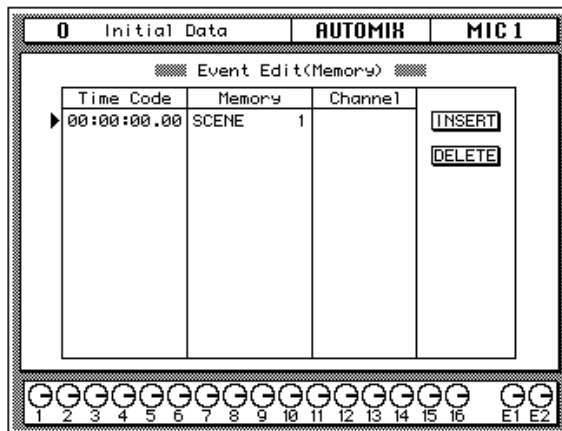 0 Initial Data AUTOMIX MIC 1
Event Edit(Memory)
Time Code Memory Channel
00:00:00.00 SCENE 1 INSERT
DELETE
1 2 3 4 5 6 7 8 9 10 11 12 13 14 15 16 E1 E2